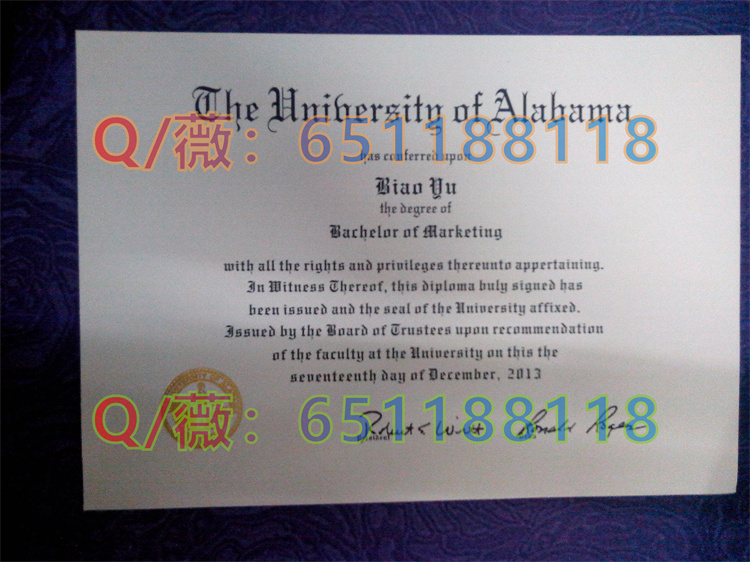 The University of Alabama
Q/薇：651188118
has conferred upon
Biao Yu
the degree of
Bachelor of Marketing
with all the rights and privileges thereunto appertaining.
In Witness Thereof, this diploma buly signed has
been issued and the seal of the University affixed.
Issued by the Board of Trustees upon recommendation
of the faculty at the University on this the
seventeenth day of December, 2013
Q/薇：651188118
President